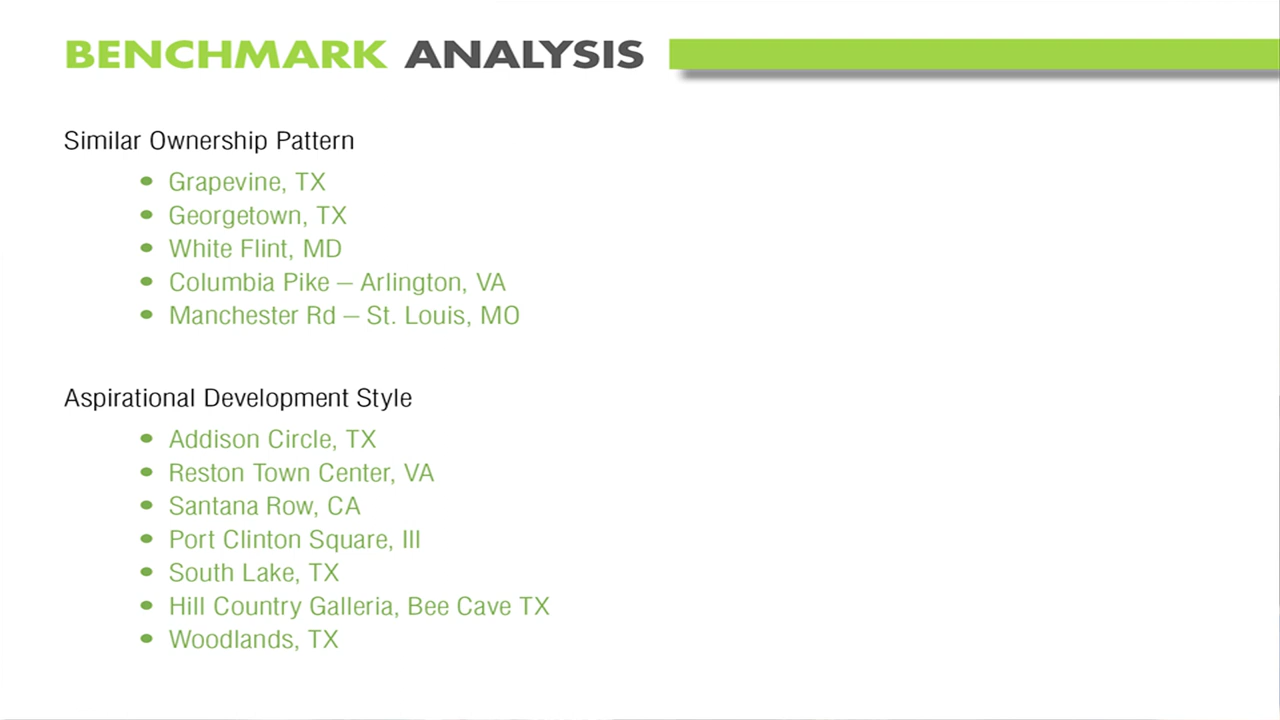 BENCHMARK ANALYSIS
Similar Ownership Pattern
• Grapevine, TX
• Georgetown, TX
• White Flint, MD
• Columbia Pike – Arlington, VA
• Manchester Rd – St. Louis, MO
Aspirational Development Style
• Addison Circle, TX
• Reston Town Center, VA
• Santana Row, CA
• Port Clinton Square, Ill
• South Lake, TX
• Hill Country Galleria, Bee Cave TX
• Woodlands, TX